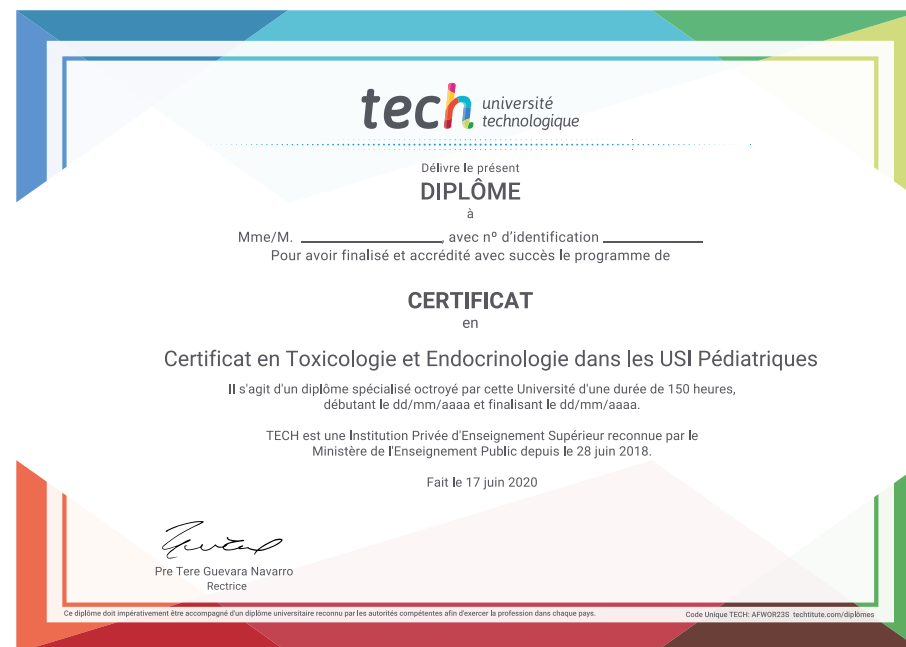 tech université
technologique
Délivre le présent
DIPLÔME
à
Mme/M. ____________________, avec nº d'identification ______________
Pour avoir finalisé et accrédité avec succès le programme de
CERTIFICAT
en
Certificat en Toxicologie et Endocrinologie dans les USI Pédiatriques
Il s'agit d'un diplôme spécialisé octroyé par cette Université d'une durée de 150 heures,
débutant le dd/mm/aaaa et finalisant le dd/mm/aaaa.
TECH est une Institution Privée d'Enseignement Supérieur reconnue par le
Ministère de l'Enseignement Public depuis le 28 juin 2018.
Fait le 17 juin 2020
Pre Tere Guevara Navarro
Rectrice
Ce diplôme doit impérativement être accompagné d'un diplôme universitaire reconnu par les autorités compétentes afin d'exercer la profession dans chaque pays.
Code Unique TECH: AFWOR23S techtitute.com/diplômes